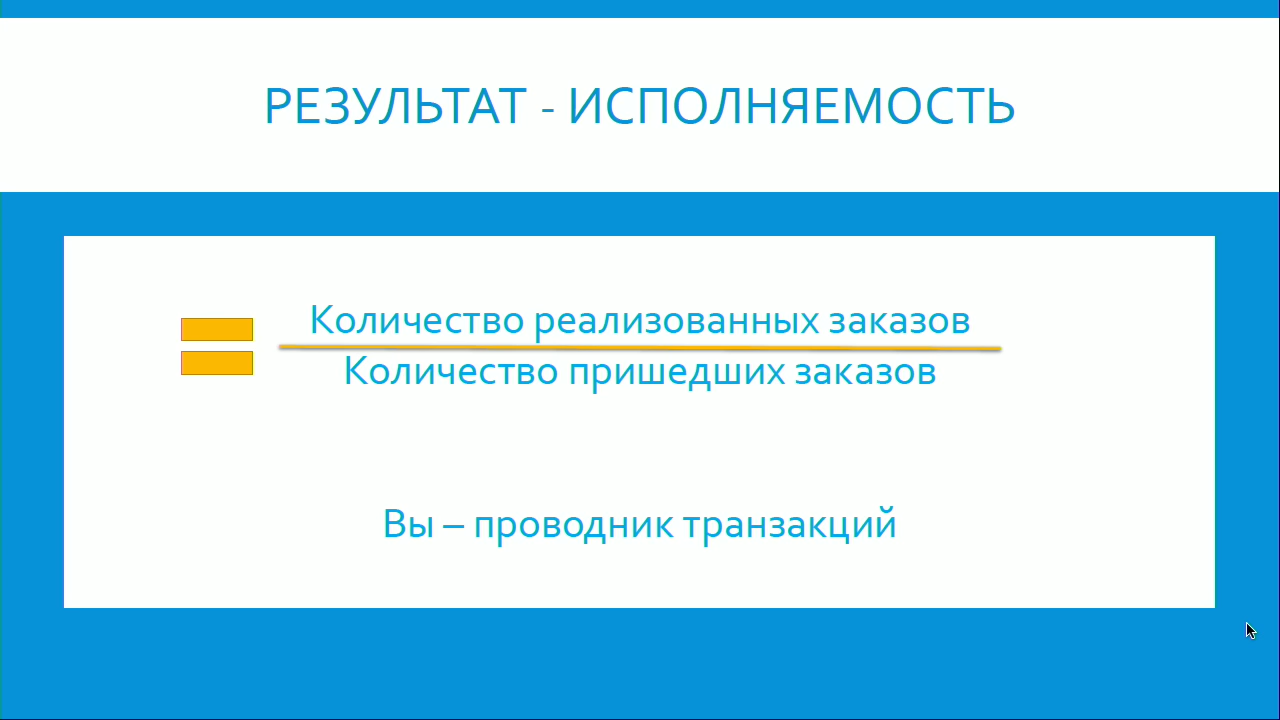 РЕЗУЛЬТАТ - ИСПОЛНЯЕМОСТЬ
Количество реализованных заказов
Количество пришедших заказов
Вы – проводник транзакций